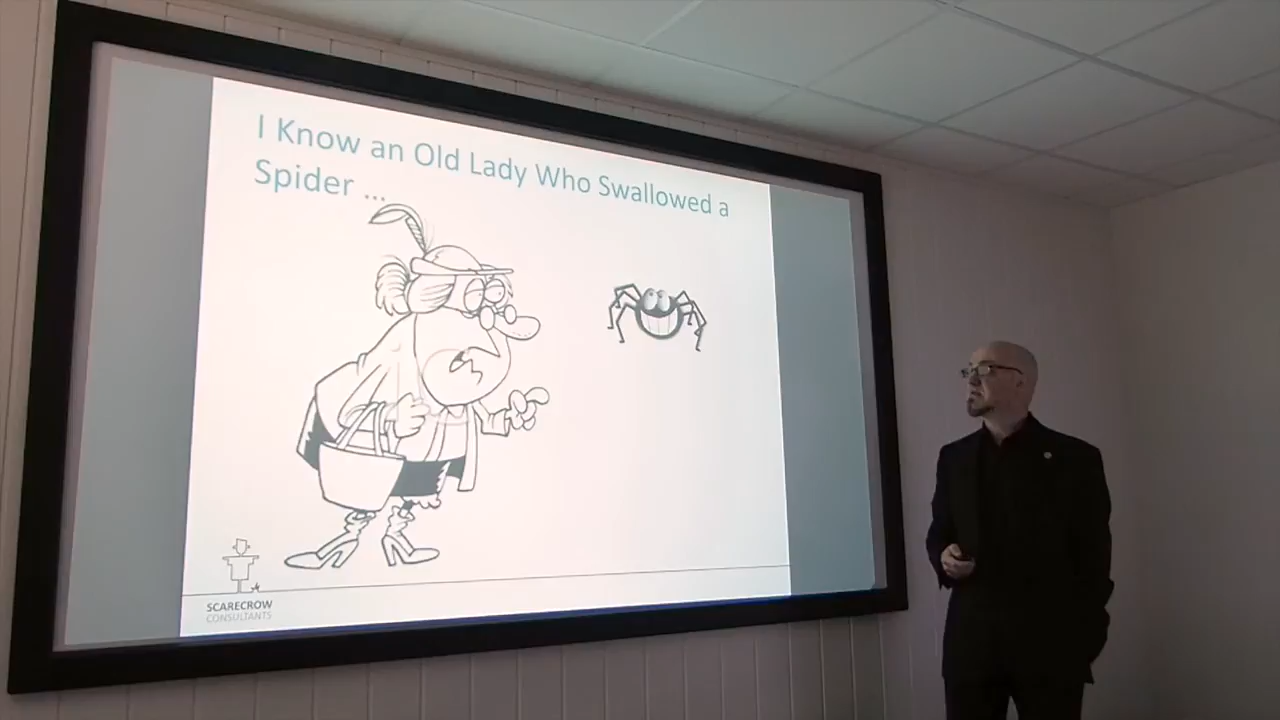 I Know an Old Lady Who Swallowed a
Spider ...
SCARECROW
CONSULTANTS